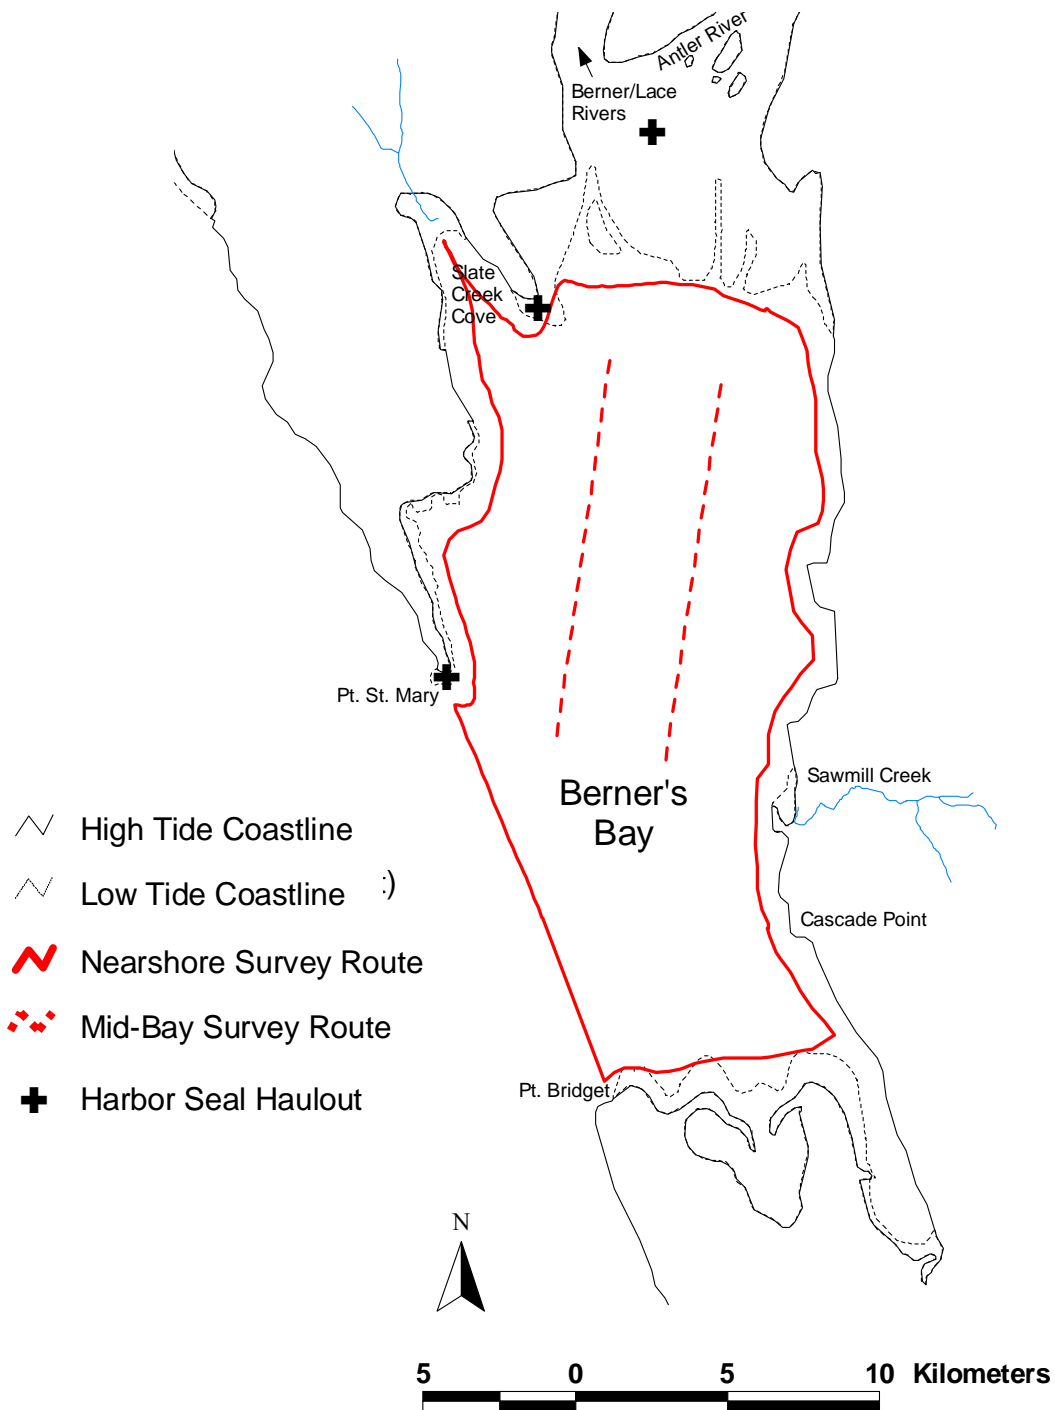 Antler River
Berner/Lace
Rivers
Slate
Creek
Cove
Pt. St. Mary
Berner's
Bay
Sawmill Creek
Cascade Point
Pt. Bridget
High Tide Coastline
Low Tide Coastline :)
Nearshore Survey Route
Mid-Bay Survey Route
Harbor Seal Haulout
N
5 0 5 10 Kilometers